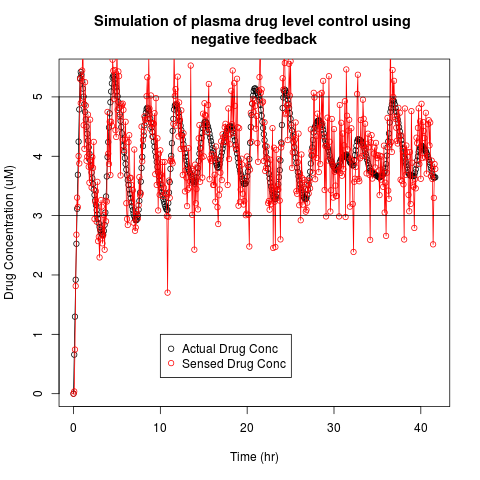 Simulation of plasma drug level control using
negative feedback
Drug Concentration (uM)
5
4
3
2
1
0
Actual Drug Conc
Sensed Drug Conc
0 10 20 30 40
Time (hr)